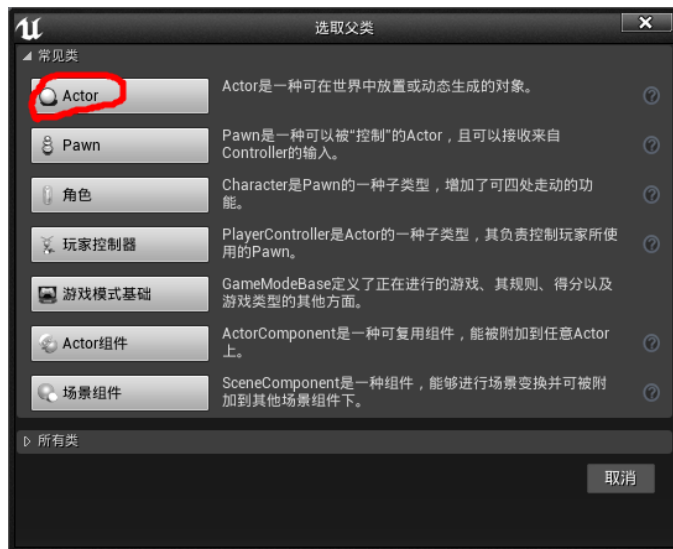 选取父类
常见类
Actor
Actor是一种可在世界中放置或动态生成的对象。
Pawn
Pawn是一种可以被“控制”的Actor，且可以接收来自
Controller的输入。
角色
Character是Pawn的一种子类型，增加了可四处走动的功
能。
玩家控制器
PlayerController是Actor的一种子类型，其负责控制玩家所使
用的Pawn。
游戏模式基础
GameModeBase定义了正在进行的游戏、其规则、得分以及
游戏类型的其他方面。
Actor组件
ActorComponent是一种可复用组件，能被附加到任意Actor
上。
场景组件
SceneComponent是一种组件，能够进行场景变换并可被附
加到其他场景组件下。
所有类
取消